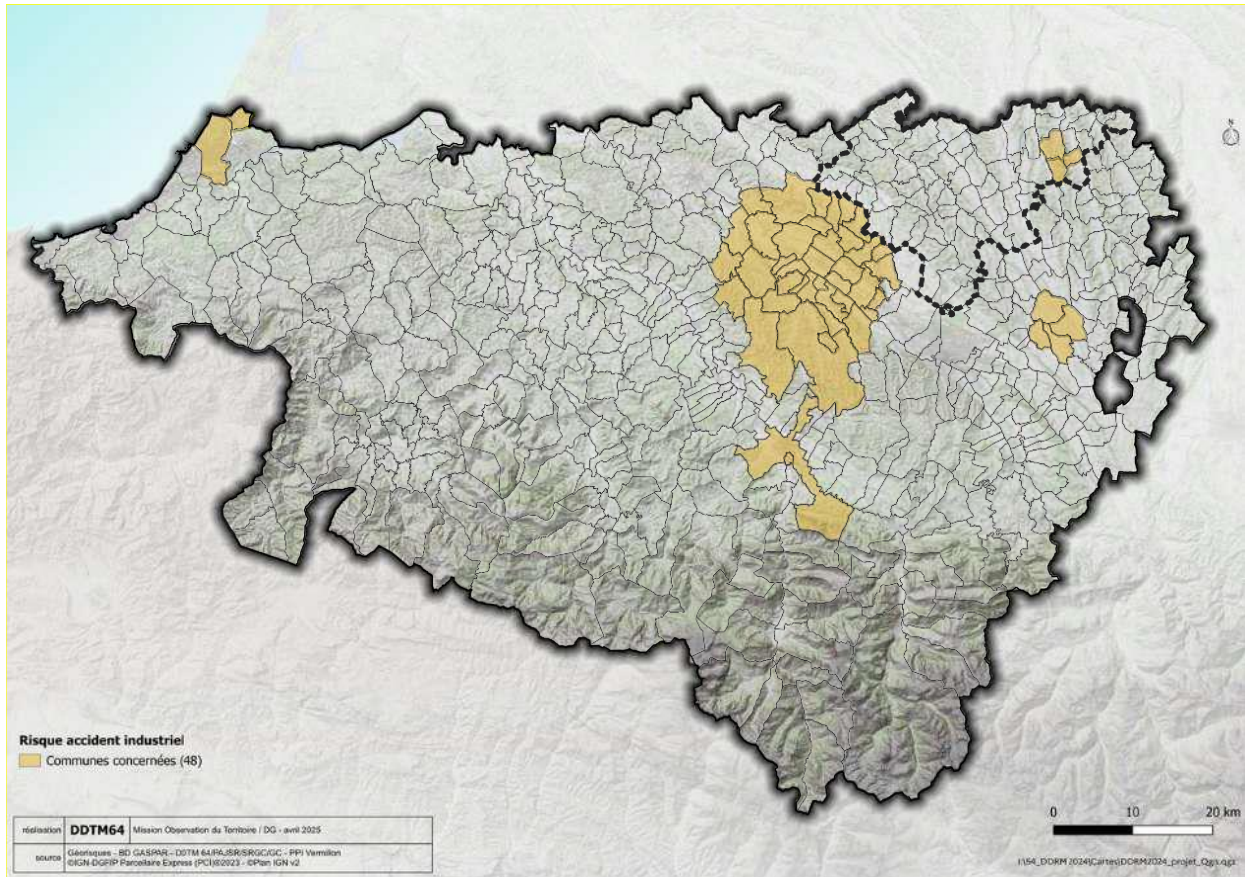 N
Risque accident industriel
Communes concernées (48)
0 10 20 km
réalisation DDTM64 Mission Observation du Territoire / DG - avril 2025
source Géorisques - BD GASPAR - DDTM 64/PAJSR/SRGC/GC - PPI Vermilion
©IGN-DGFIP Parcellaire Express (PCI)®2023 - ©Plan IGN v2
I:\54_DDRM 2024\Cartes\DDRM2024_projet_Qgis.qgz